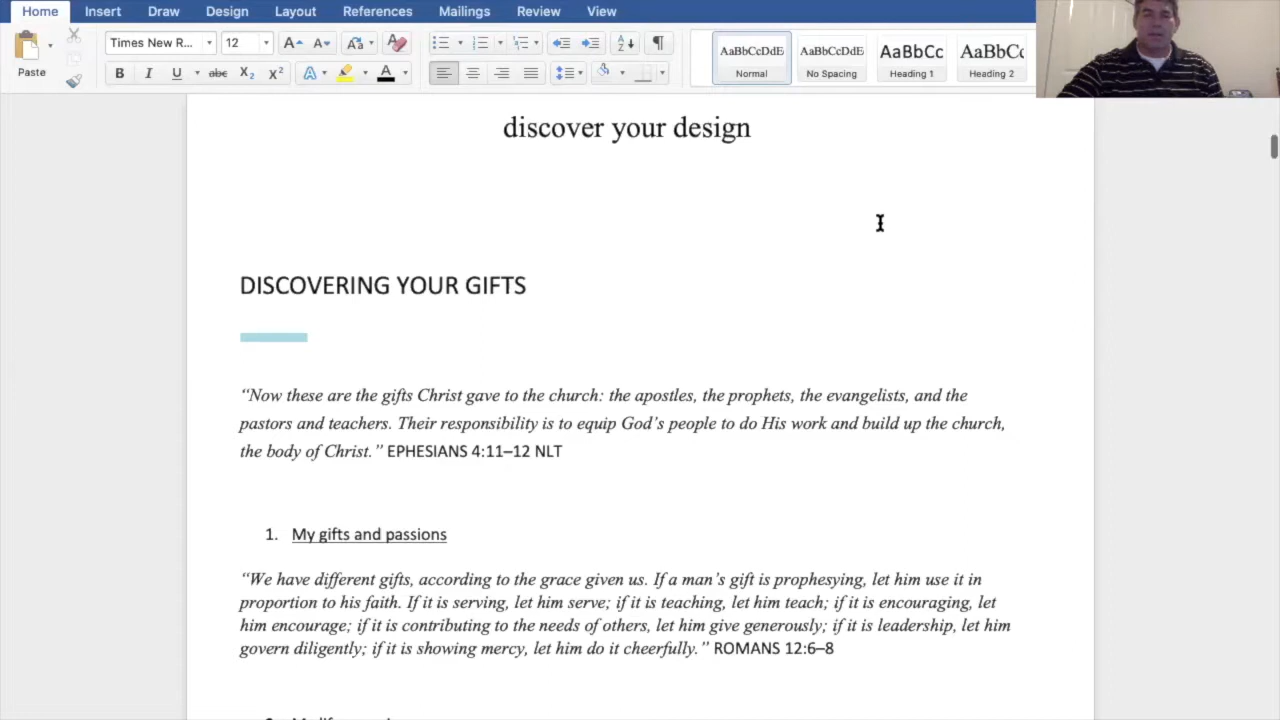 Home Insert Draw Design Layout References Mailings Review View
Times New R... 12
Paste
B I U abc X₂ X² A A
AaBbCcDdE AaBbCcDdE AaBbCc AaBbCc
Normal No Spacing Heading 1 Heading 2
discover your design
DISCOVERING YOUR GIFTS
“Now these are the gifts Christ gave to the church: the apostles, the prophets, the evangelists, and the
pastors and teachers. Their responsibility is to equip God’s people to do His work and build up the church,
the body of Christ.” EPHESIANS 4:11–12 NLT
1. My gifts and passions
“We have different gifts, according to the grace given us. If a man’s gift is prophesying, let him use it in
proportion to his faith. If it is serving, let him serve; if it is teaching, let him teach; if it is encouraging, let
him encourage; if it is contributing to the needs of others, let him give generously; if it is leadership, let him
govern diligently; if it is showing mercy, let him do it cheerfully.” ROMANS 12:6–8